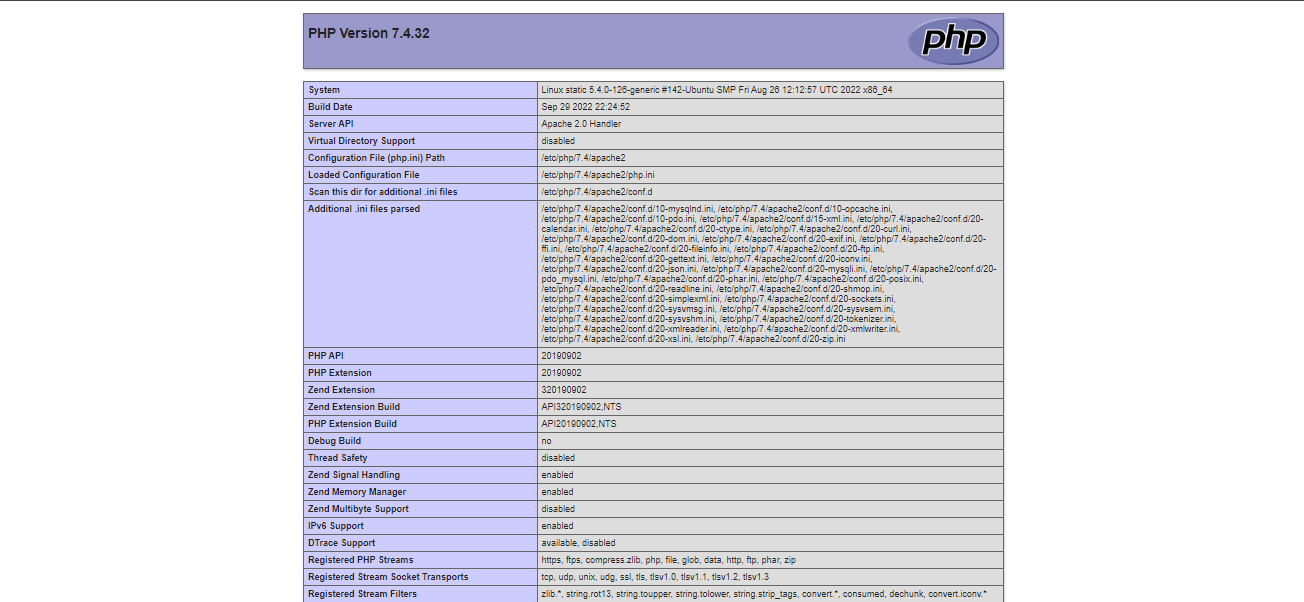 PHP Version 7.4.32
php
System Linux static 5.4.0-126-generic #142-Ubuntu SMP Fri Aug 26 12:12:57 UTC 2022 x86_64
Build Date Sep 29 2022 22:24:52
Server API Apache 2.0 Handler
Virtual Directory Support disabled
Configuration File (php.ini) Path /etc/php/7.4/apache2
Loaded Configuration File /etc/php/7.4/apache2/php.ini
Scan this dir for additional .ini files /etc/php/7.4/apache2/conf.d
Additional .ini files parsed /etc/php/7.4/apache2/conf.d/10-mysqlnd.ini, /etc/php/7.4/apache2/conf.d/10-opcache.ini,
/etc/php/7.4/apache2/conf.d/10-pdo.ini, /etc/php/7.4/apache2/conf.d/15-xml.ini, /etc/php/7.4/apache2/conf.d/20-
calendar.ini, /etc/php/7.4/apache2/conf.d/20-ctype.ini, /etc/php/7.4/apache2/conf.d/20-curl.ini,
/etc/php/7.4/apache2/conf.d/20-dom.ini, /etc/php/7.4/apache2/conf.d/20-exif.ini, /etc/php/7.4/apache2/conf.d/20-
ffi.ini, /etc/php/7.4/apache2/conf.d/20-fileinfo.ini, /etc/php/7.4/apache2/conf.d/20-ftp.ini,
/etc/php/7.4/apache2/conf.d/20-gettext.ini, /etc/php/7.4/apache2/conf.d/20-iconv.ini,
/etc/php/7.4/apache2/conf.d/20-json.ini, /etc/php/7.4/apache2/conf.d/20-mysqli.ini, /etc/php/7.4/apache2/conf.d/20-
pdo_mysql.ini, /etc/php/7.4/apache2/conf.d/20-phar.ini, /etc/php/7.4/apache2/conf.d/20-posix.ini,
/etc/php/7.4/apache2/conf.d/20-readline.ini, /etc/php/7.4/apache2/conf.d/20-shmop.ini,
/etc/php/7.4/apache2/conf.d/20-simplexml.ini, /etc/php/7.4/apache2/conf.d/20-sockets.ini,
/etc/php/7.4/apache2/conf.d/20-sysvmsg.ini, /etc/php/7.4/apache2/conf.d/20-sysvsem.ini,
/etc/php/7.4/apache2/conf.d/20-sysvshm.ini, /etc/php/7.4/apache2/conf.d/20-tokenizer.ini,
/etc/php/7.4/apache2/conf.d/20-xmlreader.ini, /etc/php/7.4/apache2/conf.d/20-xmlwriter.ini,
/etc/php/7.4/apache2/conf.d/20-xsl.ini, /etc/php/7.4/apache2/conf.d/20-zip.ini
PHP API 20190902
PHP Extension 20190902
Zend Extension 320190902
Zend Extension Build API320190902,NTS
PHP Extension Build API20190902,NTS
Debug Build no
Thread Safety disabled
Zend Signal Handling enabled
Zend Memory Manager enabled
Zend Multibyte Support disabled
IPv6 Support enabled
DTrace Support available, disabled
Registered PHP Streams https, ftps, compress.zlib, php, file, glob, data, http, ftp, phar, zip
Registered Stream Socket Transports tcp, udp, unix, udg, ssl, tls, tlsv1.0, tlsv1.1, tlsv1.2, tlsv1.3
Registered Stream Filters zlib.*, string.rot13, string.toupper, string.tolower, string.strip_tags, convert.*, consumed, dechunk, convert.iconv.*